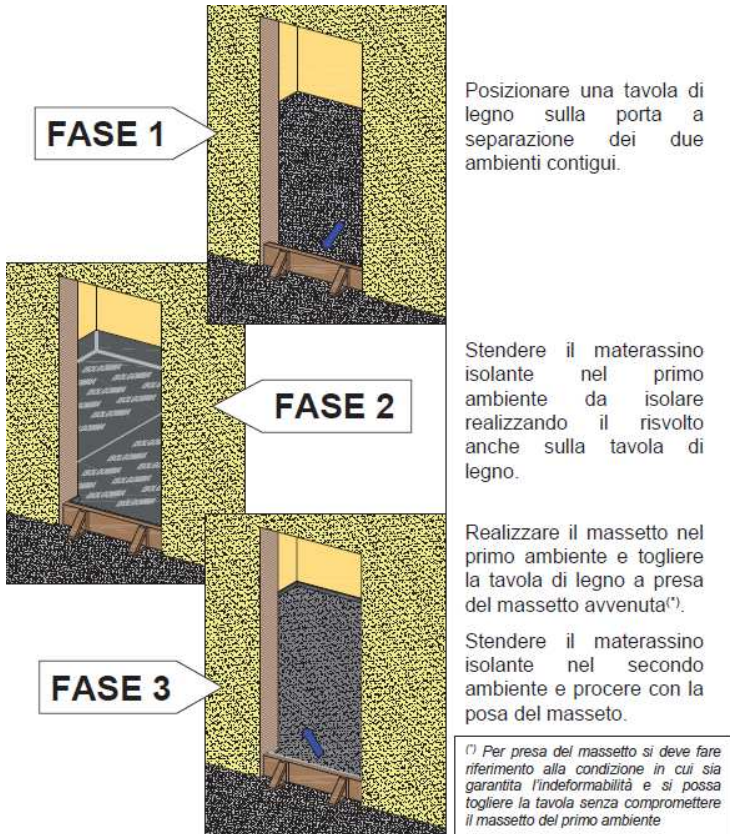 FASE 1
Posizionare una tavola di
legno sulla porta a
separazione dei due
ambienti contigui.
FASE 2
Stendere il materassino
isolante nel primo
ambiente da isolare
realizzando il risvolto
anche sulla tavola di
legno.
FASE 3
Realizzare il massetto nel
primo ambiente e togliere
la tavola di legno a presa
del massetto avvenuta(*).
Stendere il materassino
isolante nel secondo
ambiente e procere con la
posa del masseto.
(*) Per presa del massetto si deve fare
riferimento alla condizione in cui sia
garantita l'indeformabilità e si possa
togliere la tavola senza compromettere
il massetto del primo ambiente